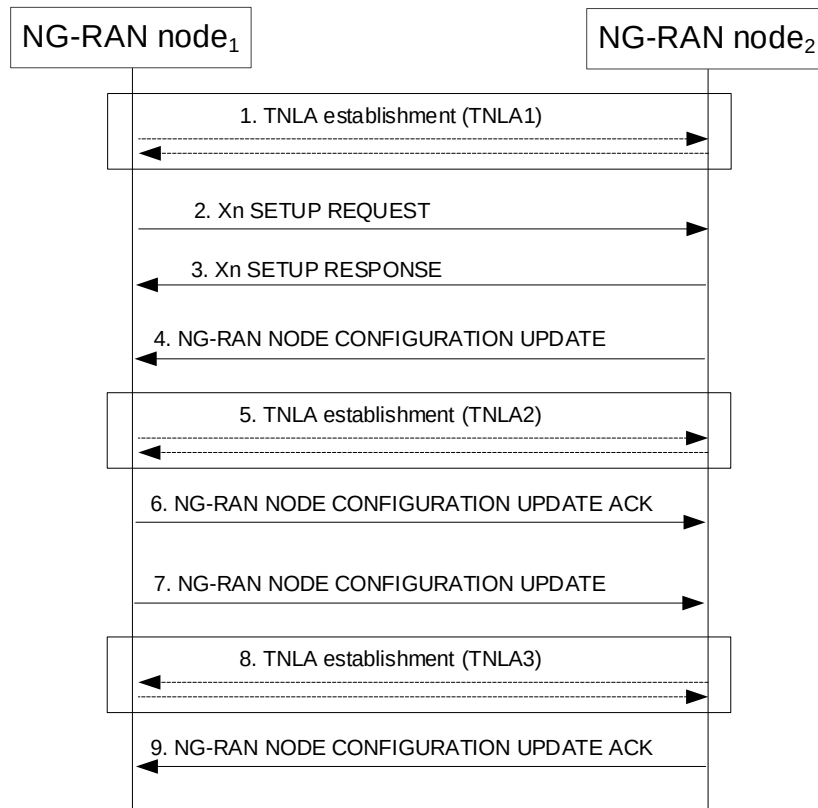 NG-RAN node₁
NG-RAN node₂
1. TNLA establishment (TNLA1)
2. Xn SETUP REQUEST
3. Xn SETUP RESPONSE
4. NG-RAN NODE CONFIGURATION UPDATE
5. TNLA establishment (TNLA2)
6. NG-RAN NODE CONFIGURATION UPDATE ACK
7. NG-RAN NODE CONFIGURATION UPDATE
8. TNLA establishment (TNLA3)
9. NG-RAN NODE CONFIGURATION UPDATE ACK